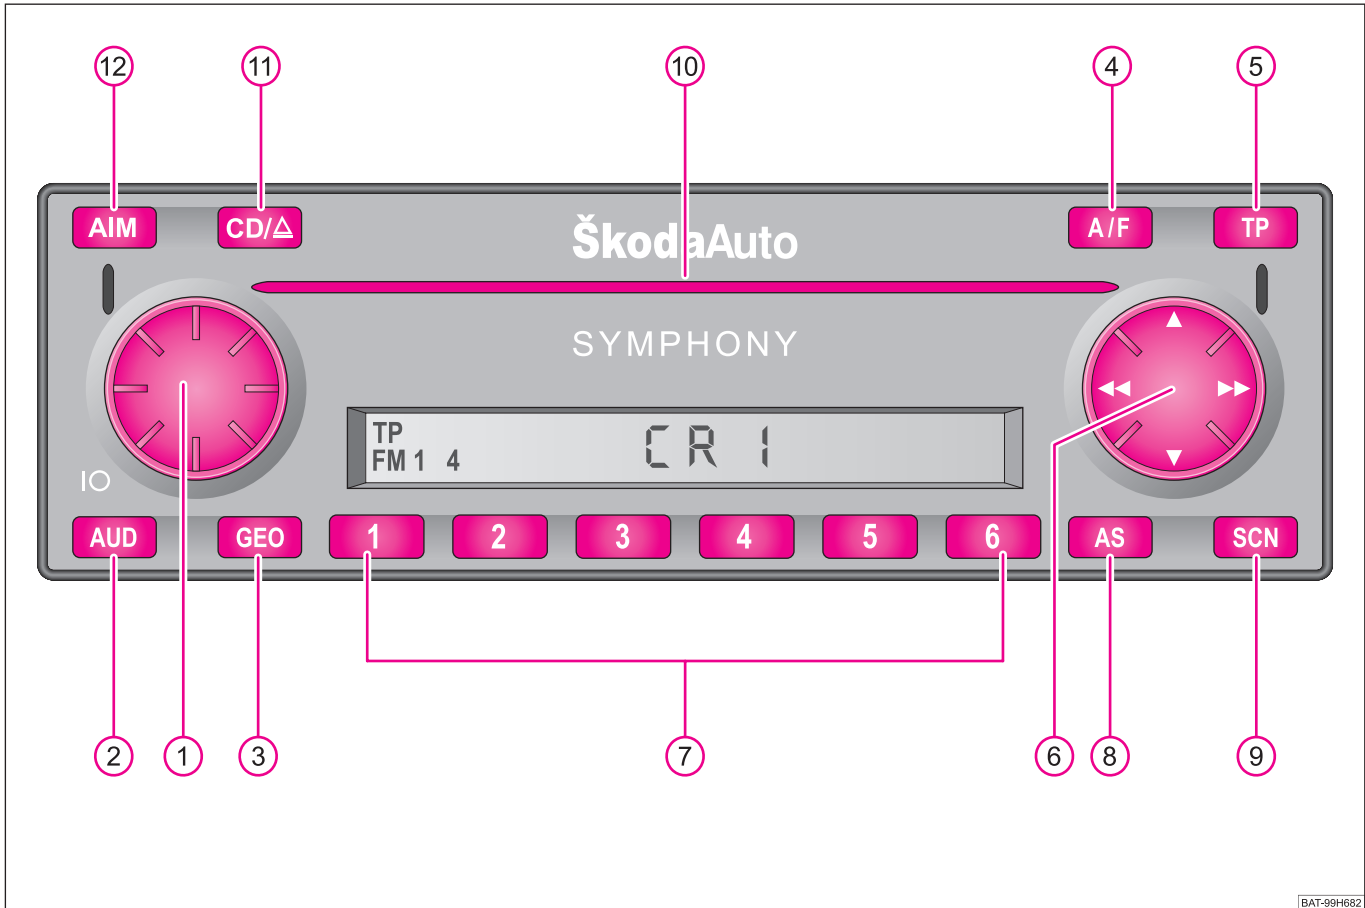 12 11 10 4 5
AIM CD/ A/F TP
ŠkodaAuto
SYMPHONY
TP
FM 1 4 CR 1
IO
AUD GEO 1 2 3 4 5 6 AS SCN
2 1 3 7 6 8 9
BAT-99H682